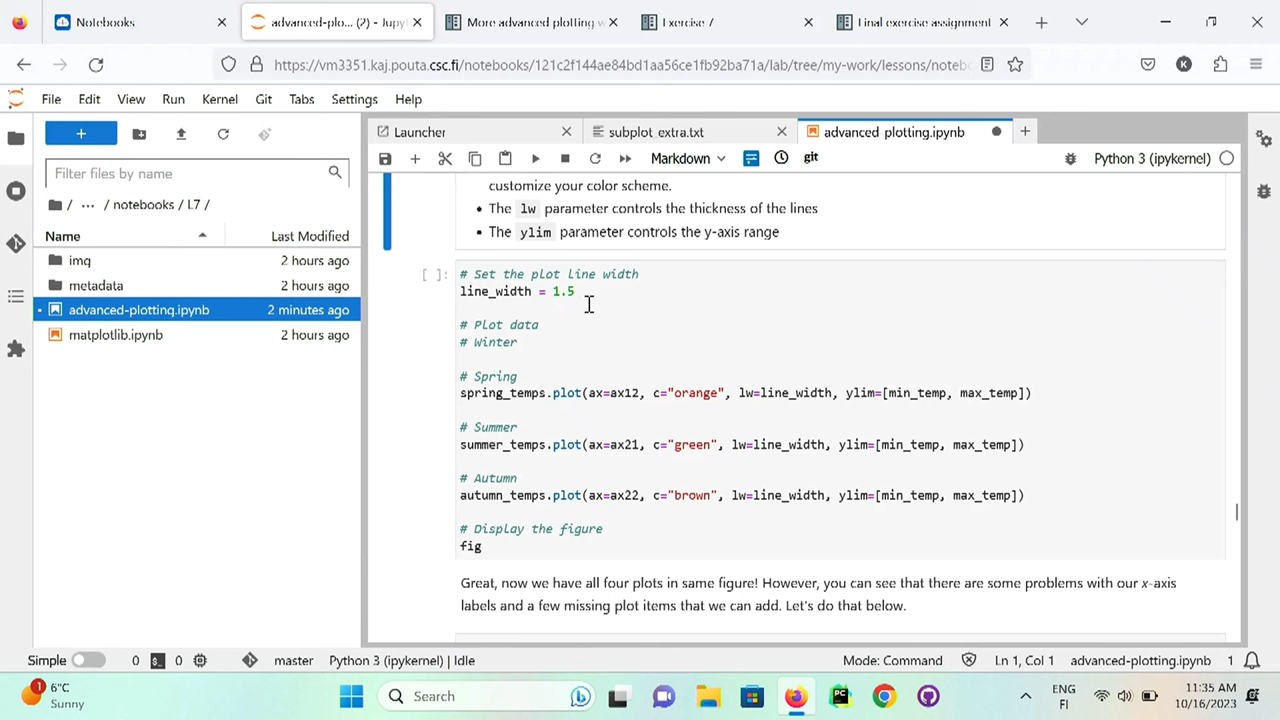 Notebooks
advanced-plo... (2) - Jupyt
More advanced plotting w
Exercise 7
Final exercise assignment
https://vm3351.kaj.pouta.csc.fi/notebooks/121c2f144ae84bd1aa56ce1fb92ba71a/lab/tree/my-work/lessons/noteb
K
File Edit View Run Kernel Git Tabs Settings Help
Launcher
subplot_extra.txt
advanced-plotting.ipynb
Markdown
git
Python 3 (ipykernel)
Filter files by name
/ ... / notebooks / L7 /
Name
Last Modified
img
2 hours ago
metadata
2 hours ago
advanced-plotting.ipynb
2 minutes ago
matplotlib.ipynb
2 hours ago
customize your color scheme.
• The lw parameter controls the thickness of the lines
• The ylim parameter controls the y-axis range
[ ]:
# Set the plot line width
line_width = 1.5
# Plot data
# Winter
# Spring
spring_temps.plot(ax=ax12, c="orange", lw=line_width, ylim=[min_temp, max_temp])
# Summer
summer_temps.plot(ax=ax21, c="green", lw=line_width, ylim=[min_temp, max_temp])
# Autumn
autumn_temps.plot(ax=ax22, c="brown", lw=line_width, ylim=[min_temp, max_temp])
# Display the figure
fig
Great, now we have all four plots in same figure! However, you can see that there are some problems with our x-axis
labels and a few missing plot items that we can add. Let's do that below.
Simple
0
$_
0
master
Python 3 (ipykernel) | Idle
Mode: Command
Ln 1, Col 1
advanced-plotting.ipynb
1
1
6°C
Sunny
Search
PC
ENG
FI
11:35 AM
10/16/2023